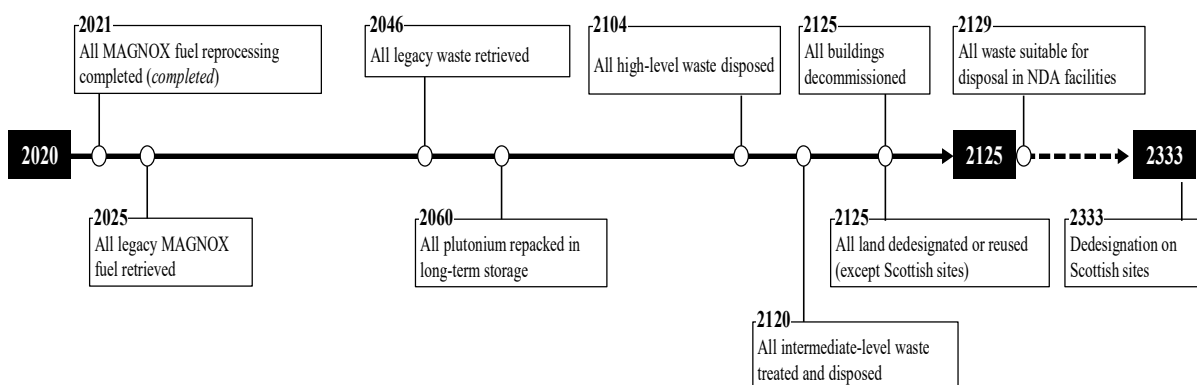 2021
All MAGNOX fuel reprocessing
completed (completed)
2046
All legacy waste retrieved
2104
All high-level waste disposed
2125
All buildings
decommissioned
2129
All waste suitable for
disposal in NDA facilities
2020
2125
2333
2025
All legacy MAGNOX
fuel retrieved
2060
All plutonium repacked in
long-term storage
2125
All land dedesignated or reused
(except Scottish sites)
2333
Dedesignation on
Scottish sites
2120
All intermediate-level waste
treated and disposed